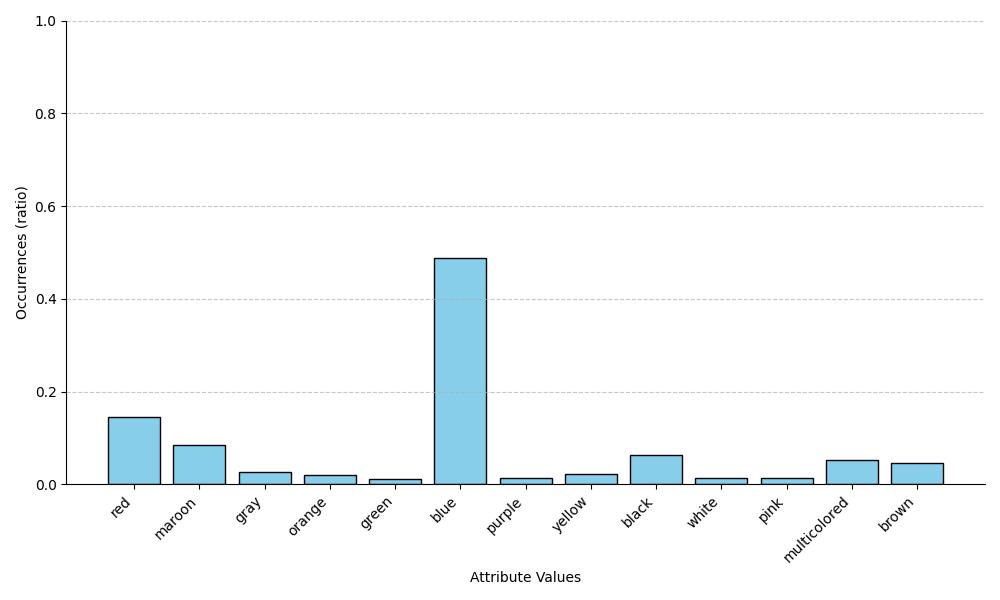 1.0
0.8
0.6
0.4
0.2
0.0
Occurrences (ratio)
red
maroon
gray
orange
green
blue
purple
yellow
black
white
pink
multicolored
brown
Attribute Values